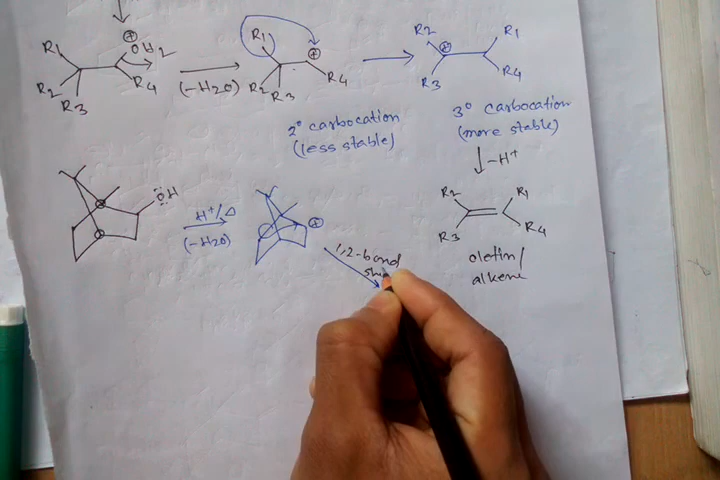 R1
⊕
OH2
R2
R3
R4
(-H2O)
R1
⊕
R2
R3
R4
R2
⊕
R1
R3
R4
2° carbocation
(less stable)
3° carbocation
(more stable)
-H+
ÖH
H+/Δ
(-H2O)
⊕
1,2-bond
R2
R1
R3
R4
olefin/
alkene